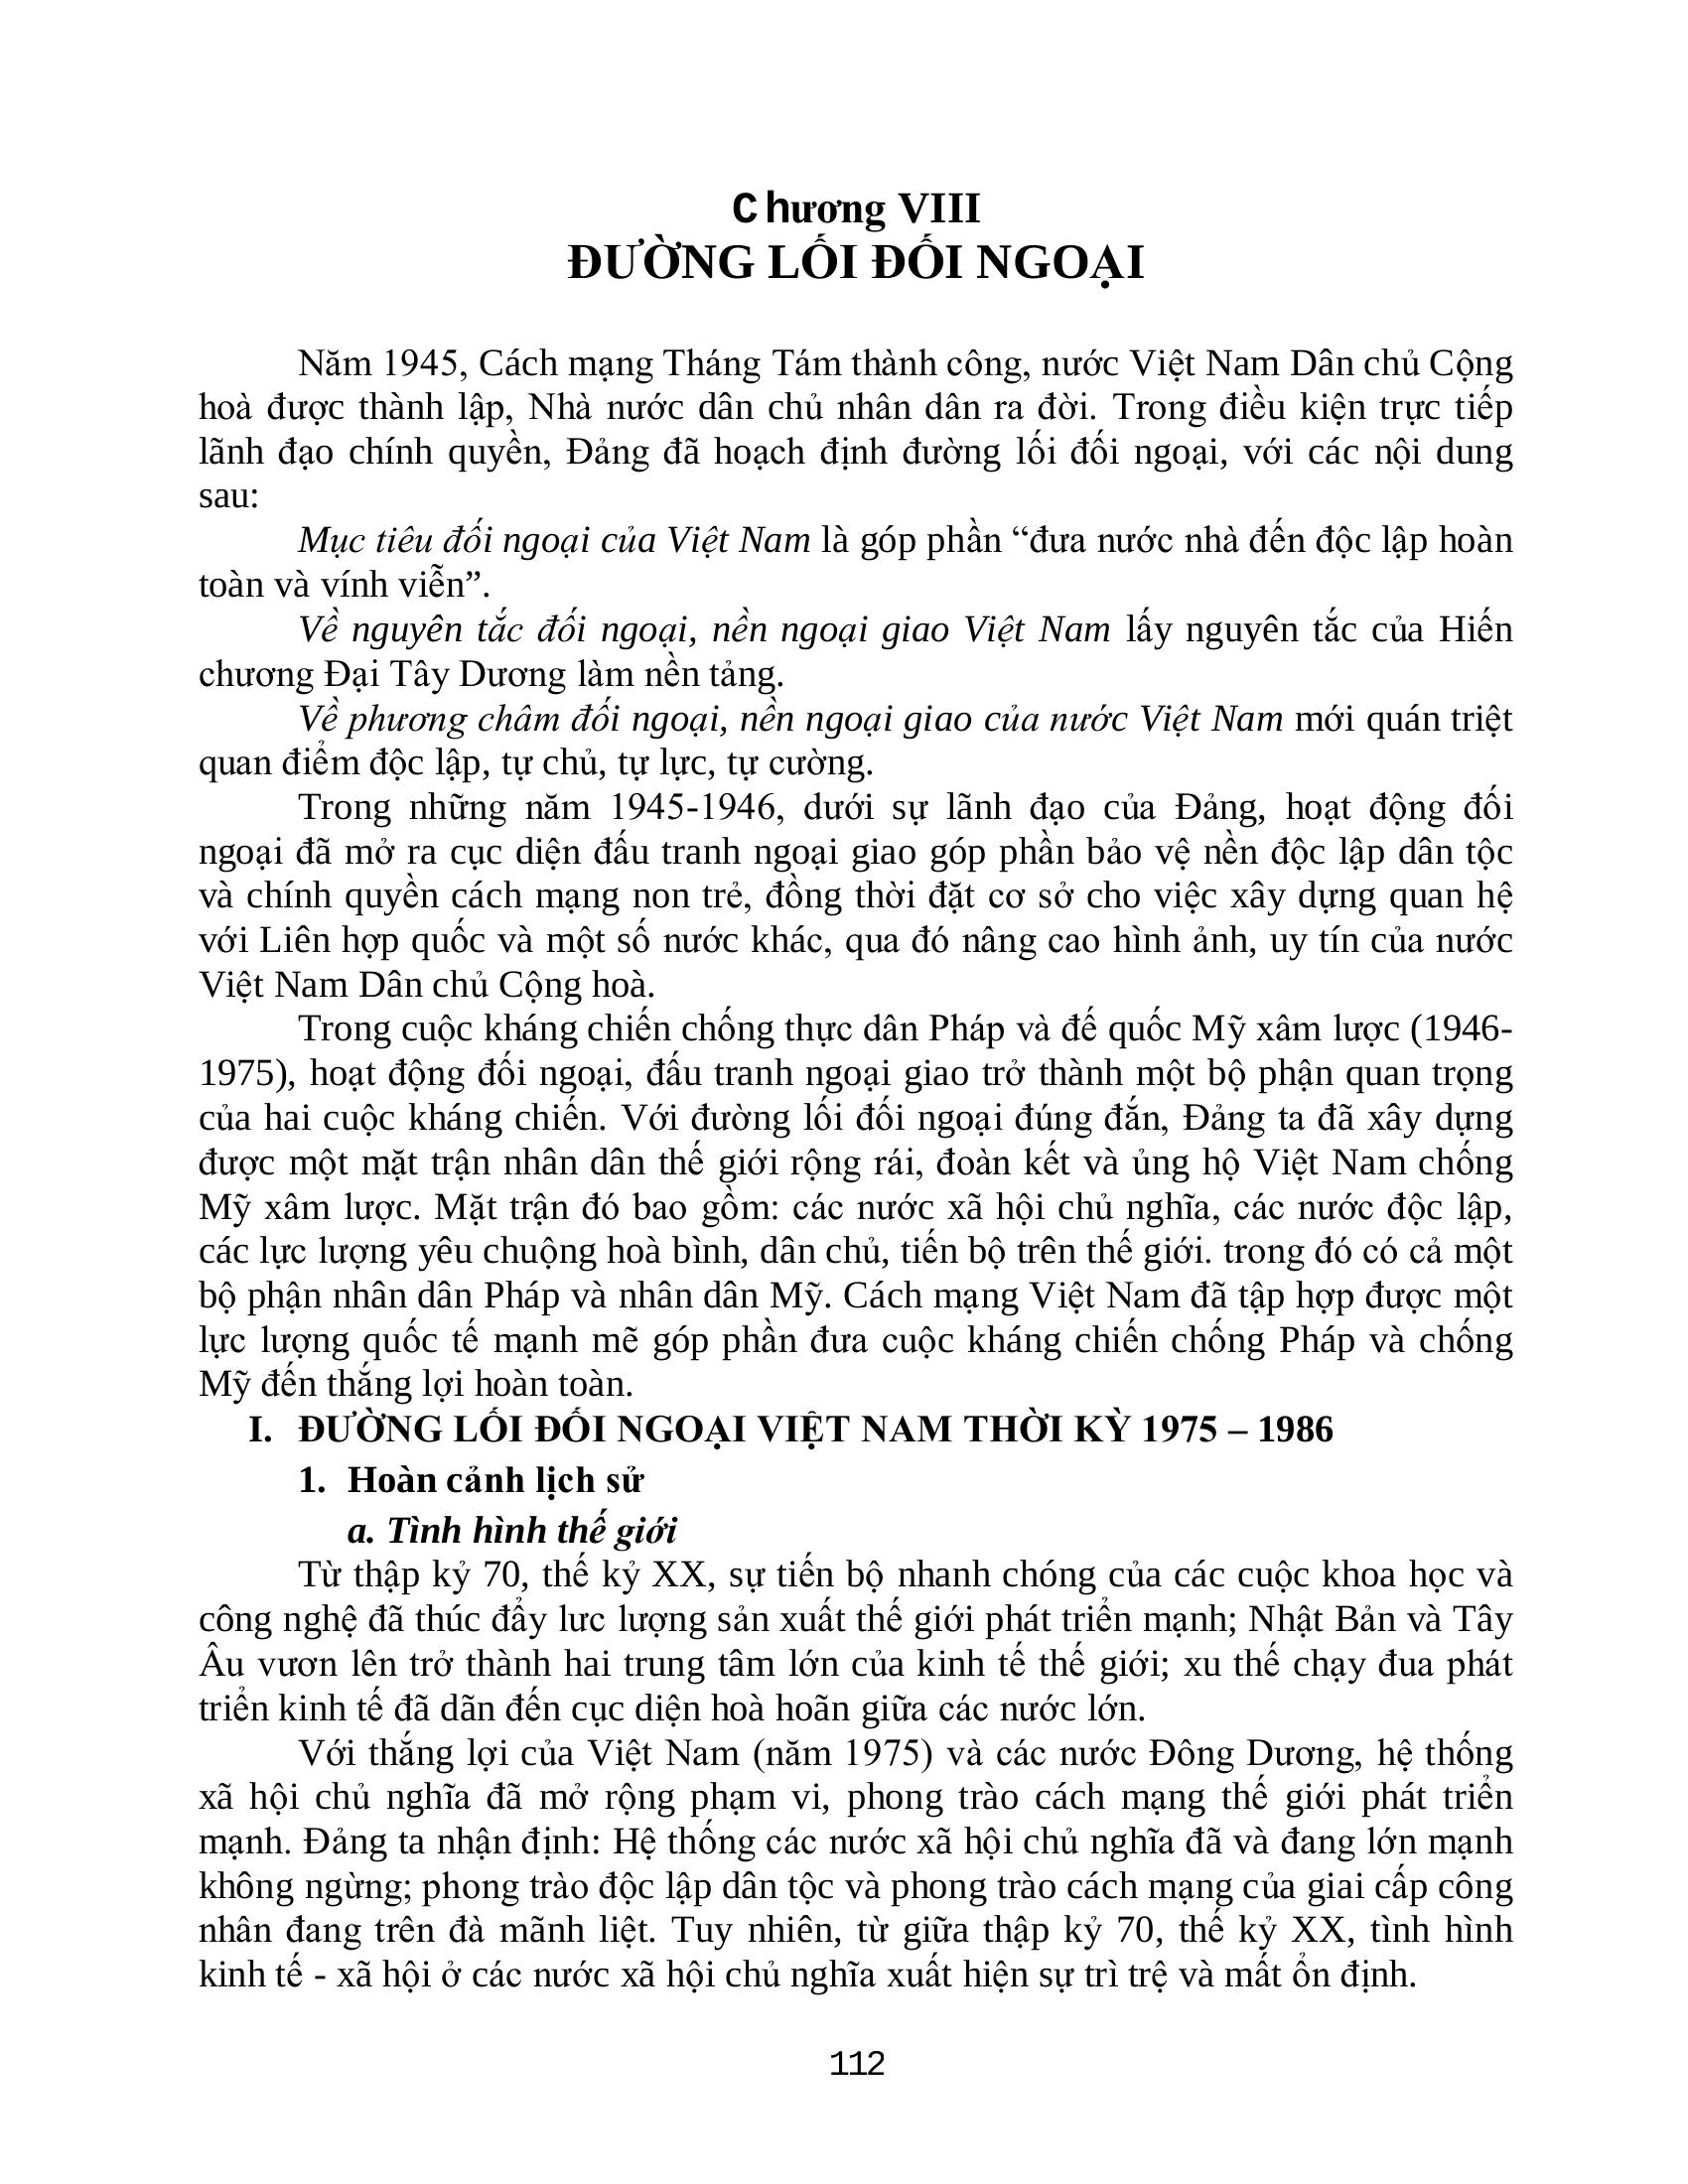 Chương VIII
ĐƯỜNG LỐI ĐỐI NGOẠI
Năm 1945, Cách mạng Tháng Tám thành công, nước Việt Nam Dân chủ Cộng
hoà được thành lập, Nhà nước dân chủ nhân dân ra đời. Trong điều kiện trực tiếp
lãnh đạo chính quyền, Đảng đã hoạch định đường lối đối ngoại, với các nội dung
sau:
Mục tiêu đối ngoại của Việt Nam là góp phần “đưa nước nhà đến độc lập hoàn
toàn và vính viễn”.
Về nguyên tắc đối ngoại, nền ngoại giao Việt Nam lấy nguyên tắc của Hiến
chương Đại Tây Dương làm nền tảng.
Về phương châm đối ngoại, nền ngoại giao của nước Việt Nam mới quán triệt
quan điểm độc lập, tự chủ, tự lực, tự cường.
Trong những năm 1945-1946, dưới sự lãnh đạo của Đảng, hoạt động đối
ngoại đã mở ra cục diện đấu tranh ngoại giao góp phần bảo vệ nền độc lập dân tộc
và chính quyền cách mạng non trẻ, đồng thời đặt cơ sở cho việc xây dựng quan hệ
với Liên hợp quốc và một số nước khác, qua đó nâng cao hình ảnh, uy tín của nước
Việt Nam Dân chủ Cộng hoà.
Trong cuộc kháng chiến chống thực dân Pháp và đế quốc Mỹ xâm lược (1946-
1975), hoạt động đối ngoại, đấu tranh ngoại giao trở thành một bộ phận quan trọng
của hai cuộc kháng chiến. Với đường lối đối ngoại đúng đắn, Đảng ta đã xây dựng
được một mặt trận nhân dân thế giới rộng rái, đoàn kết và ủng hộ Việt Nam chống
Mỹ xâm lược. Mặt trận đó bao gồm: các nước xã hội chủ nghĩa, các nước độc lập,
các lực lượng yêu chuộng hoà bình, dân chủ, tiến bộ trên thế giới. trong đó có cả một
bộ phận nhân dân Pháp và nhân dân Mỹ. Cách mạng Việt Nam đã tập hợp được một
lực lượng quốc tế mạnh mẽ góp phần đưa cuộc kháng chiến chống Pháp và chống
Mỹ đến thắng lợi hoàn toàn.
I. ĐƯỜNG LỐI ĐỐI NGOẠI VIỆT NAM THỜI KỲ 1975 – 1986
1. Hoàn cảnh lịch sử
a. Tình hình thế giới
Từ thập kỷ 70, thế kỷ XX, sự tiến bộ nhanh chóng của các cuộc khoa học và
công nghệ đã thúc đẩy lưc lượng sản xuất thế giới phát triển mạnh; Nhật Bản và Tây
Âu vươn lên trở thành hai trung tâm lớn của kinh tế thế giới; xu thế chạy đua phát
triển kinh tế đã dãn đến cục diện hoà hoãn giữa các nước lớn.
Với thắng lợi của Việt Nam (năm 1975) và các nước Đông Dương, hệ thống
xã hội chủ nghĩa đã mở rộng phạm vi, phong trào cách mạng thế giới phát triển
mạnh. Đảng ta nhận định: Hệ thống các nước xã hội chủ nghĩa đã và đang lớn mạnh
không ngừng; phong trào độc lập dân tộc và phong trào cách mạng của giai cấp công
nhân đang trên đà mãnh liệt. Tuy nhiên, từ giữa thập kỷ 70, thế kỷ XX, tình hình
kinh tế - xã hội ở các nước xã hội chủ nghĩa xuất hiện sự trì trệ và mất ổn định.
112